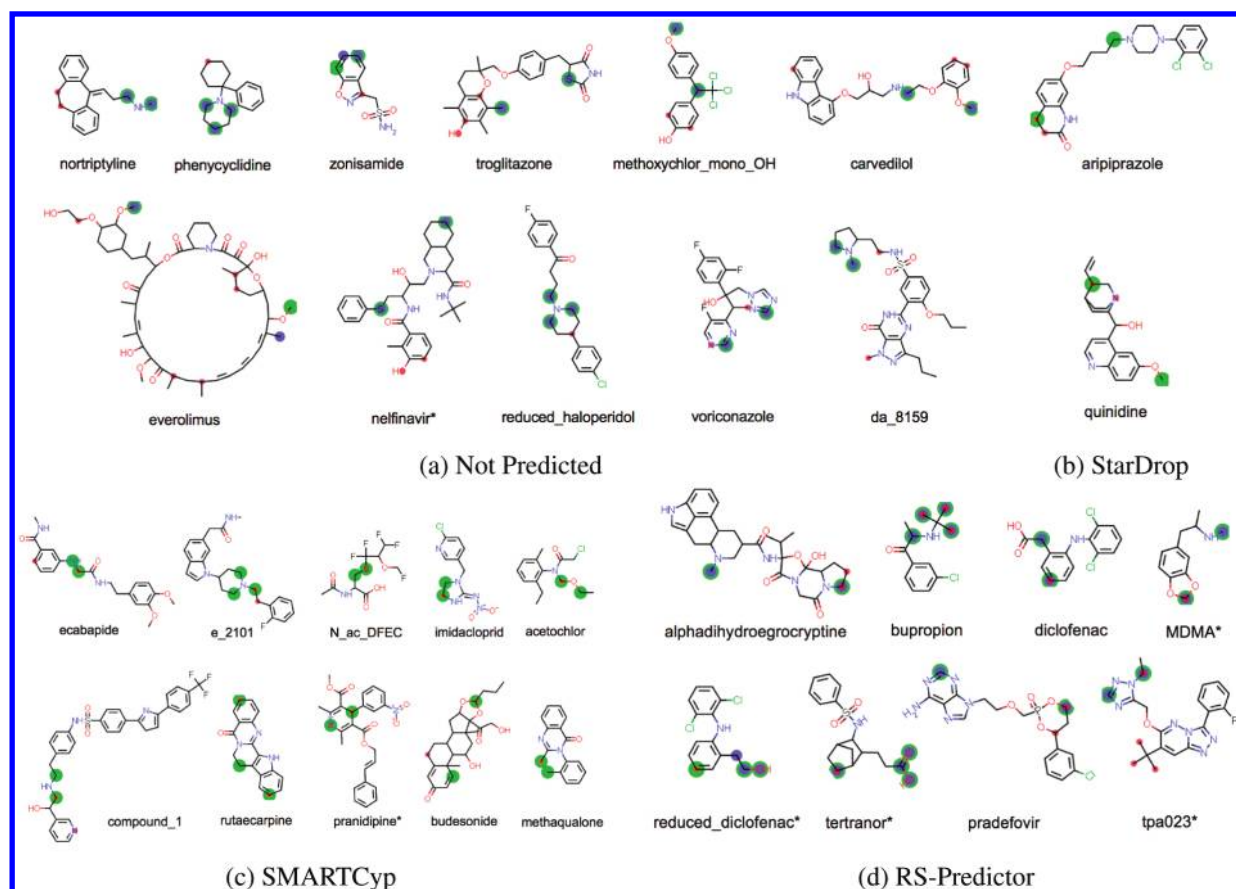 nortriptyline
phenycyclidine
zonisamide
troglitazone
methoxychlor_mono_OH
carvedilol
aripiprazole
everolimus
nelfinavir*
reduced_haloperidol
voriconazole
da_8159
quinidine
(a) Not Predicted
(b) StarDrop
ecabapide
e_2101
N_ac_DFEC
imidacloprid
acetochlor
alphadihydroegrocryptine
bupropion
diclofenac
MDMA*
compound_1
rutaecarpine
pranidipine*
budesonide
methaqualone
reduced_diclofenac*
tertranor*
pradefovir
tpa023*
(c) SMARTCyp
(d) RS-Predictor